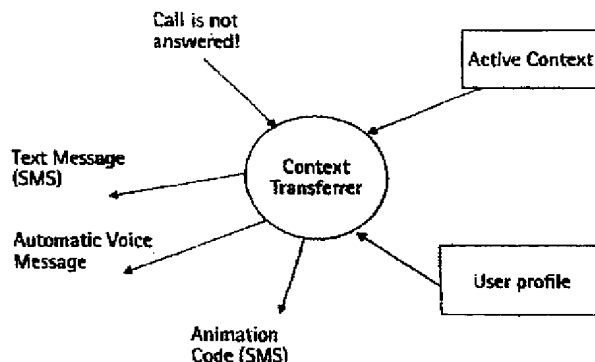 Call is not
answered!
Active Context
Context
Transferrer
Text Message
(SMS)
Automatic Voice
Message
User profile
Animation
Code (SMS)